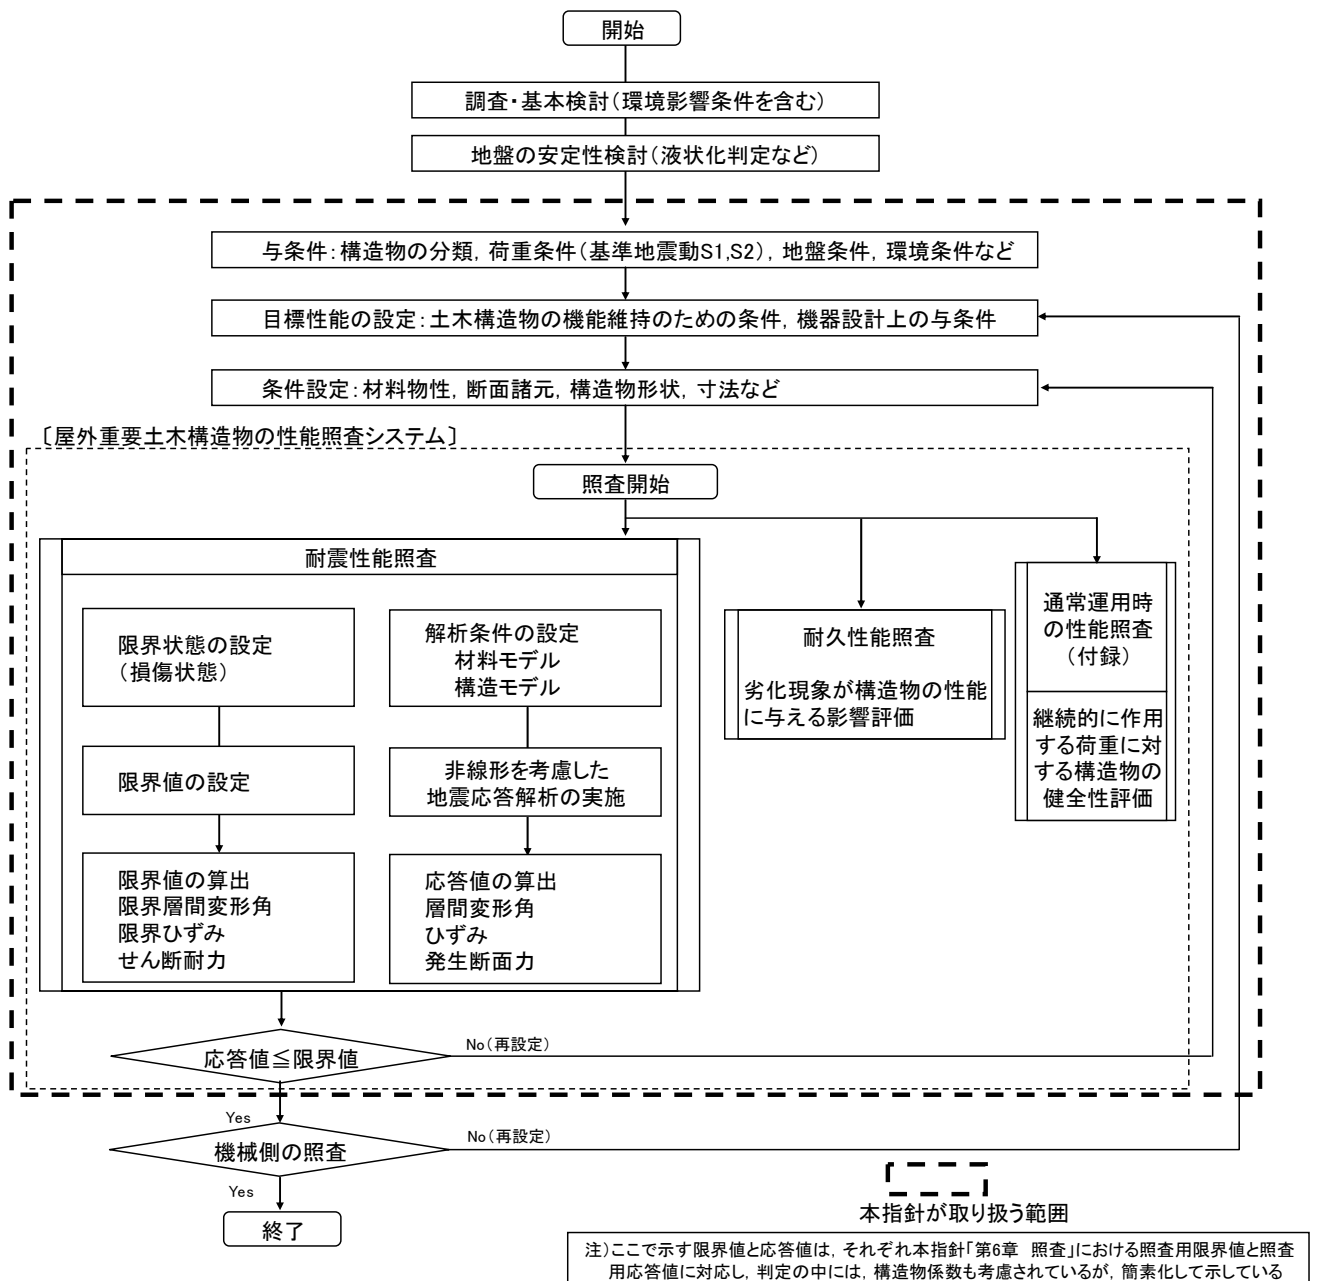 開始
調査・基本検討(環境影響条件を含む)
地盤の安定性検討(液状化判定など)
与条件:構造物の分類, 荷重条件(基準地震動S1,S2), 地盤条件, 環境条件など
目標性能の設定:土木構造物の機能維持のための条件, 機器設計上の与条件
条件設定:材料物性, 断面諸元, 構造物形状, 寸法など
〔屋外重要土木構造物の性能照査システム〕
照査開始
耐震性能照査
限界状態の設定
(損傷状態)
限界値の設定
限界値の算出
限界層間変形角
限界ひずみ
せん断耐力
解析条件の設定
材料モデル
構造モデル
非線形を考慮した
地震応答解析の実施
応答値の算出
層間変形角
ひずみ
発生断面力
耐久性能照査
劣化現象が構造物の性能
に与える影響評価
通常運用時
の性能照査
(付録)
継続的に作用
する荷重に対
する構造物の
健全性評価
応答値≦限界値
No(再設定)
Yes
機械側の照査
No(再設定)
Yes
終了
本指針が取り扱う範囲
注)ここで示す限界値と応答値は, それぞれ本指針「第6章 照査」における照査用限界値と照査
用応答値に対応し, 判定の中には, 構造物係数も考慮されているが, 簡素化して示している